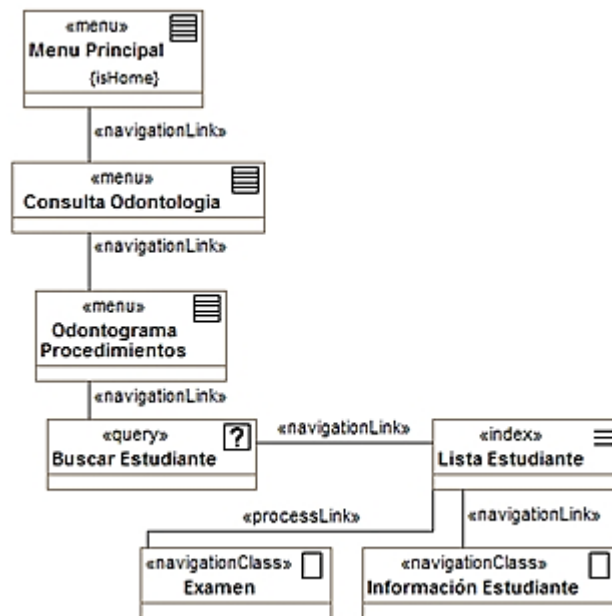 «menu»
Menu Principal
{isHome}
«navigationLink»
«menu»
Consulta Odontologia
«navigationLink»
«menu»
Odontograma
Procedimientos
«navigationLink»
«query»
?
Buscar Estudiante
«navigationLink»
«index»
Lista Estudiante
«processLink»
«navigationLink»
«navigationClass»
Examen
«navigationClass»
Información Estudiante